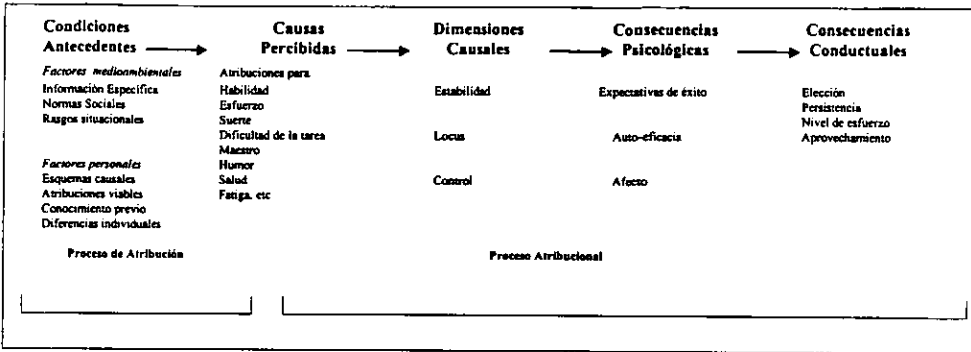 Condiciones
Antecedentes
Causas
Percibidas
Dimensiones
Causales
Consecuencias
Psicológicas
Consecuencias
Conductuales
Factores medioambientales
Información Específica
Normas Sociales
Rasgos situacionales
Factores personales
Esquemas causales
Atribuciones viables
Conocimiento previo
Diferencias individuales
Atribuciones para
Habilidad
Esfuerzo
Suerte
Dificultad de la tarea
Maestro
Humor
Salud
Fatiga, etc
Estabilidad
Locus
Control
Expectativas de éxito
Auto-eficacia
Afecto
Elección
Persistencia
Nivel de esfuerzo
Aprovechamiento
Proceso de Atribución
Proceso Atribucional